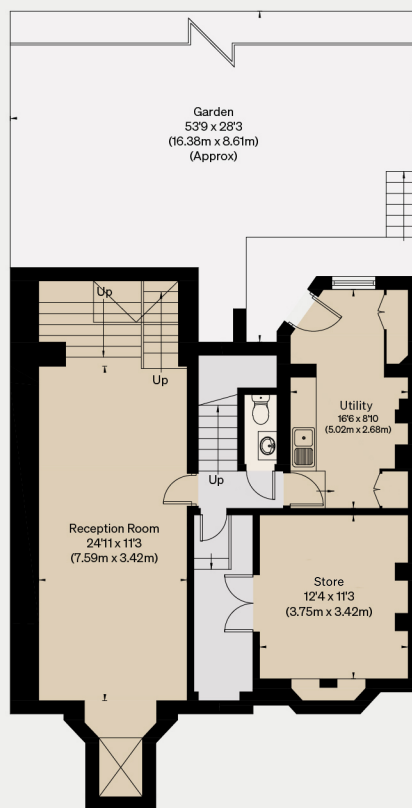 Garden
53'9 x 28'3
(16.38m x 8.61m)
(Approx)
Up
Up
Utility
16'6 x 8'10
(5.02m x 2.68m)
Up
Reception Room
24'11 x 11'3
(7.59m x 3.42m)
Store
12'4 x 11'3
(3.75m x 3.42m)